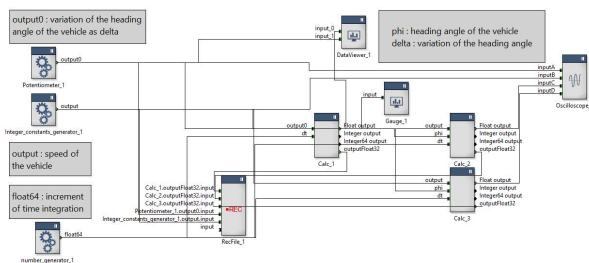 output0 : variation of the heading
angle of the vehicle as delta
output0
Potentiometer_1
output
Integer_constants_generator_1
output : speed of
the vehicle
float64 : increment
of time integration
float64
number_generator_1
input_0
input_1
DataViewer_1
phi : heading angle of the vehicle
delta : variation of the heading angle
input
Gauge_1
inputA
inputB
inputC
inputD
Oscilloscope_
output0
dt
Float output
Integer output
Integer64 output
outputFloat32
Calc_1
output
phi
dt
Float output
Integer output
Integer64 output
outputFloat32
Calc_2
output
phi
dt
Float output
Integer output
Integer64 output
outputFloat32
Calc_3
Calc_1.outputFloat32.input
Calc_2.outputFloat32.input
Calc_3.outputFloat32.input
Potentiometer_1.output0.input
Integer_constants_generator_1.output.input
input
REC
RecFile_1